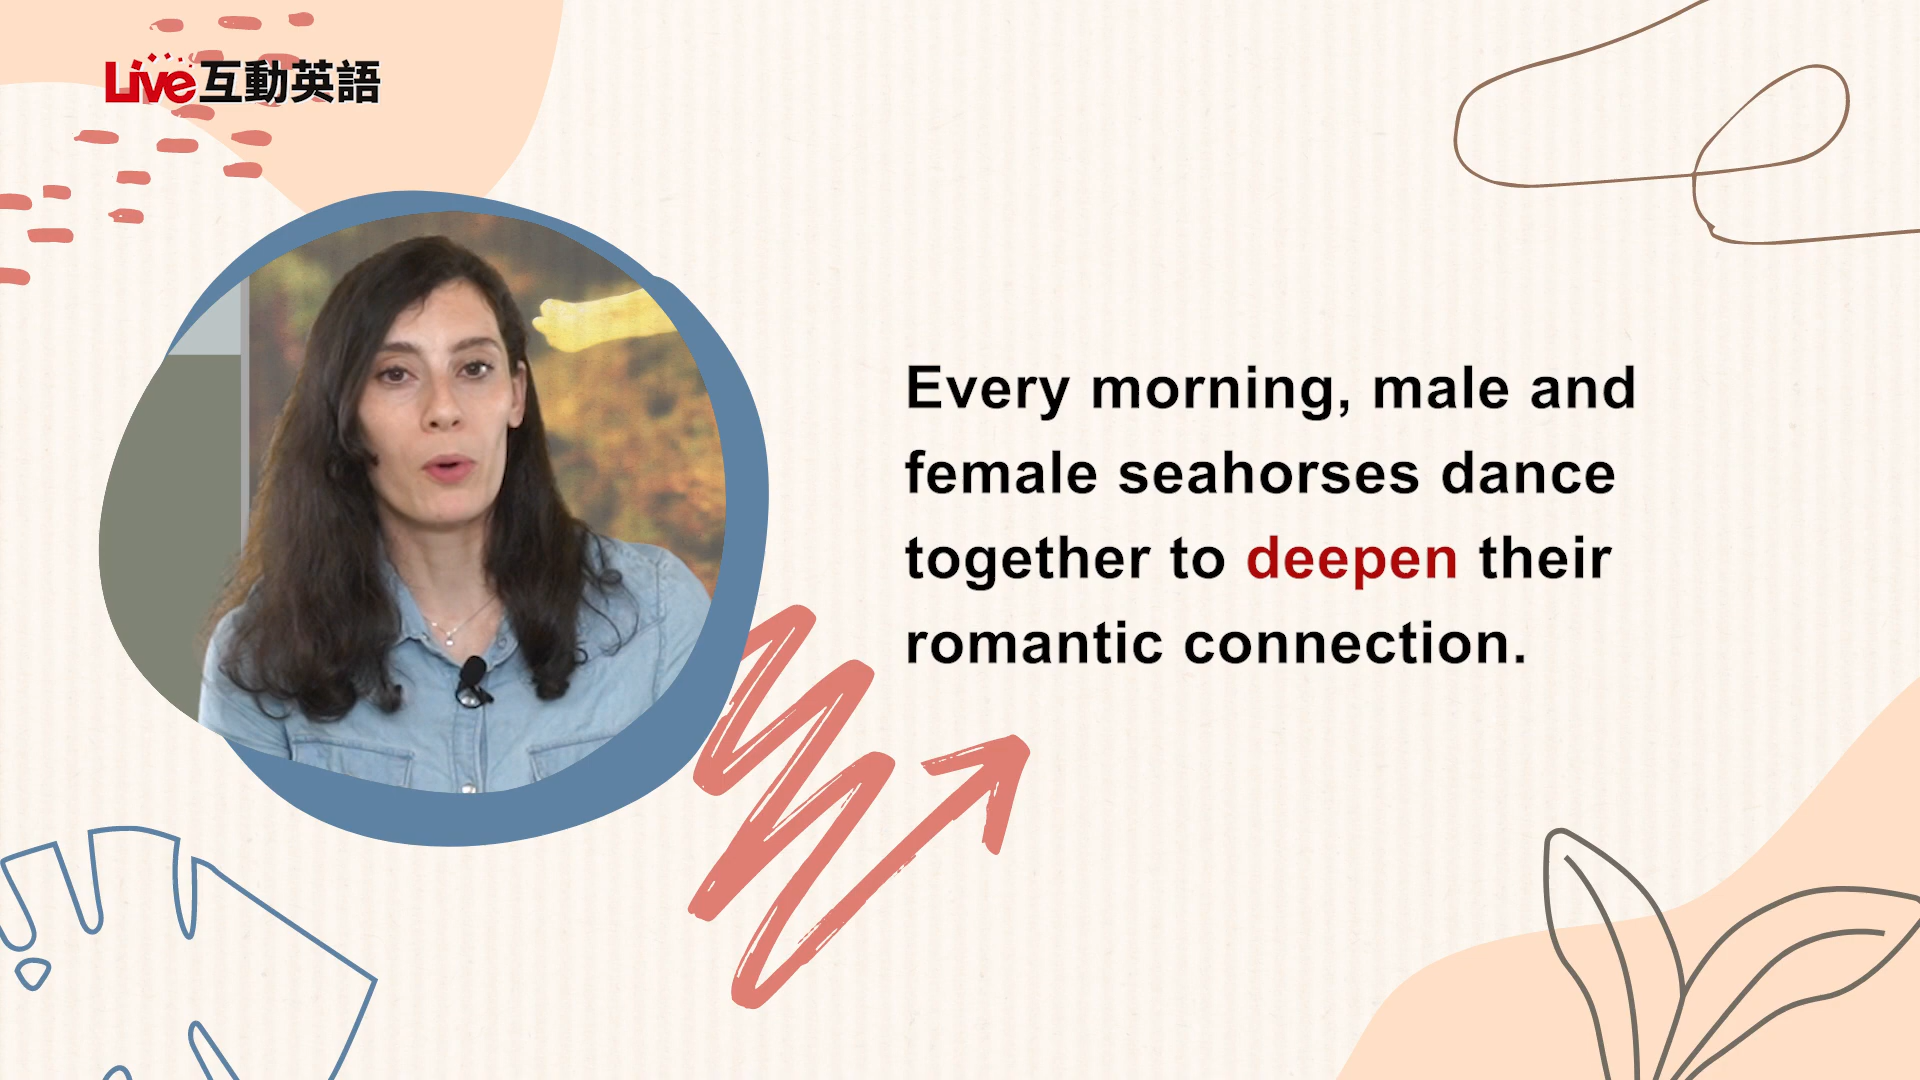 Live互動英語
Every morning, male and
female seahorses dance
together to deepen their
romantic connection.